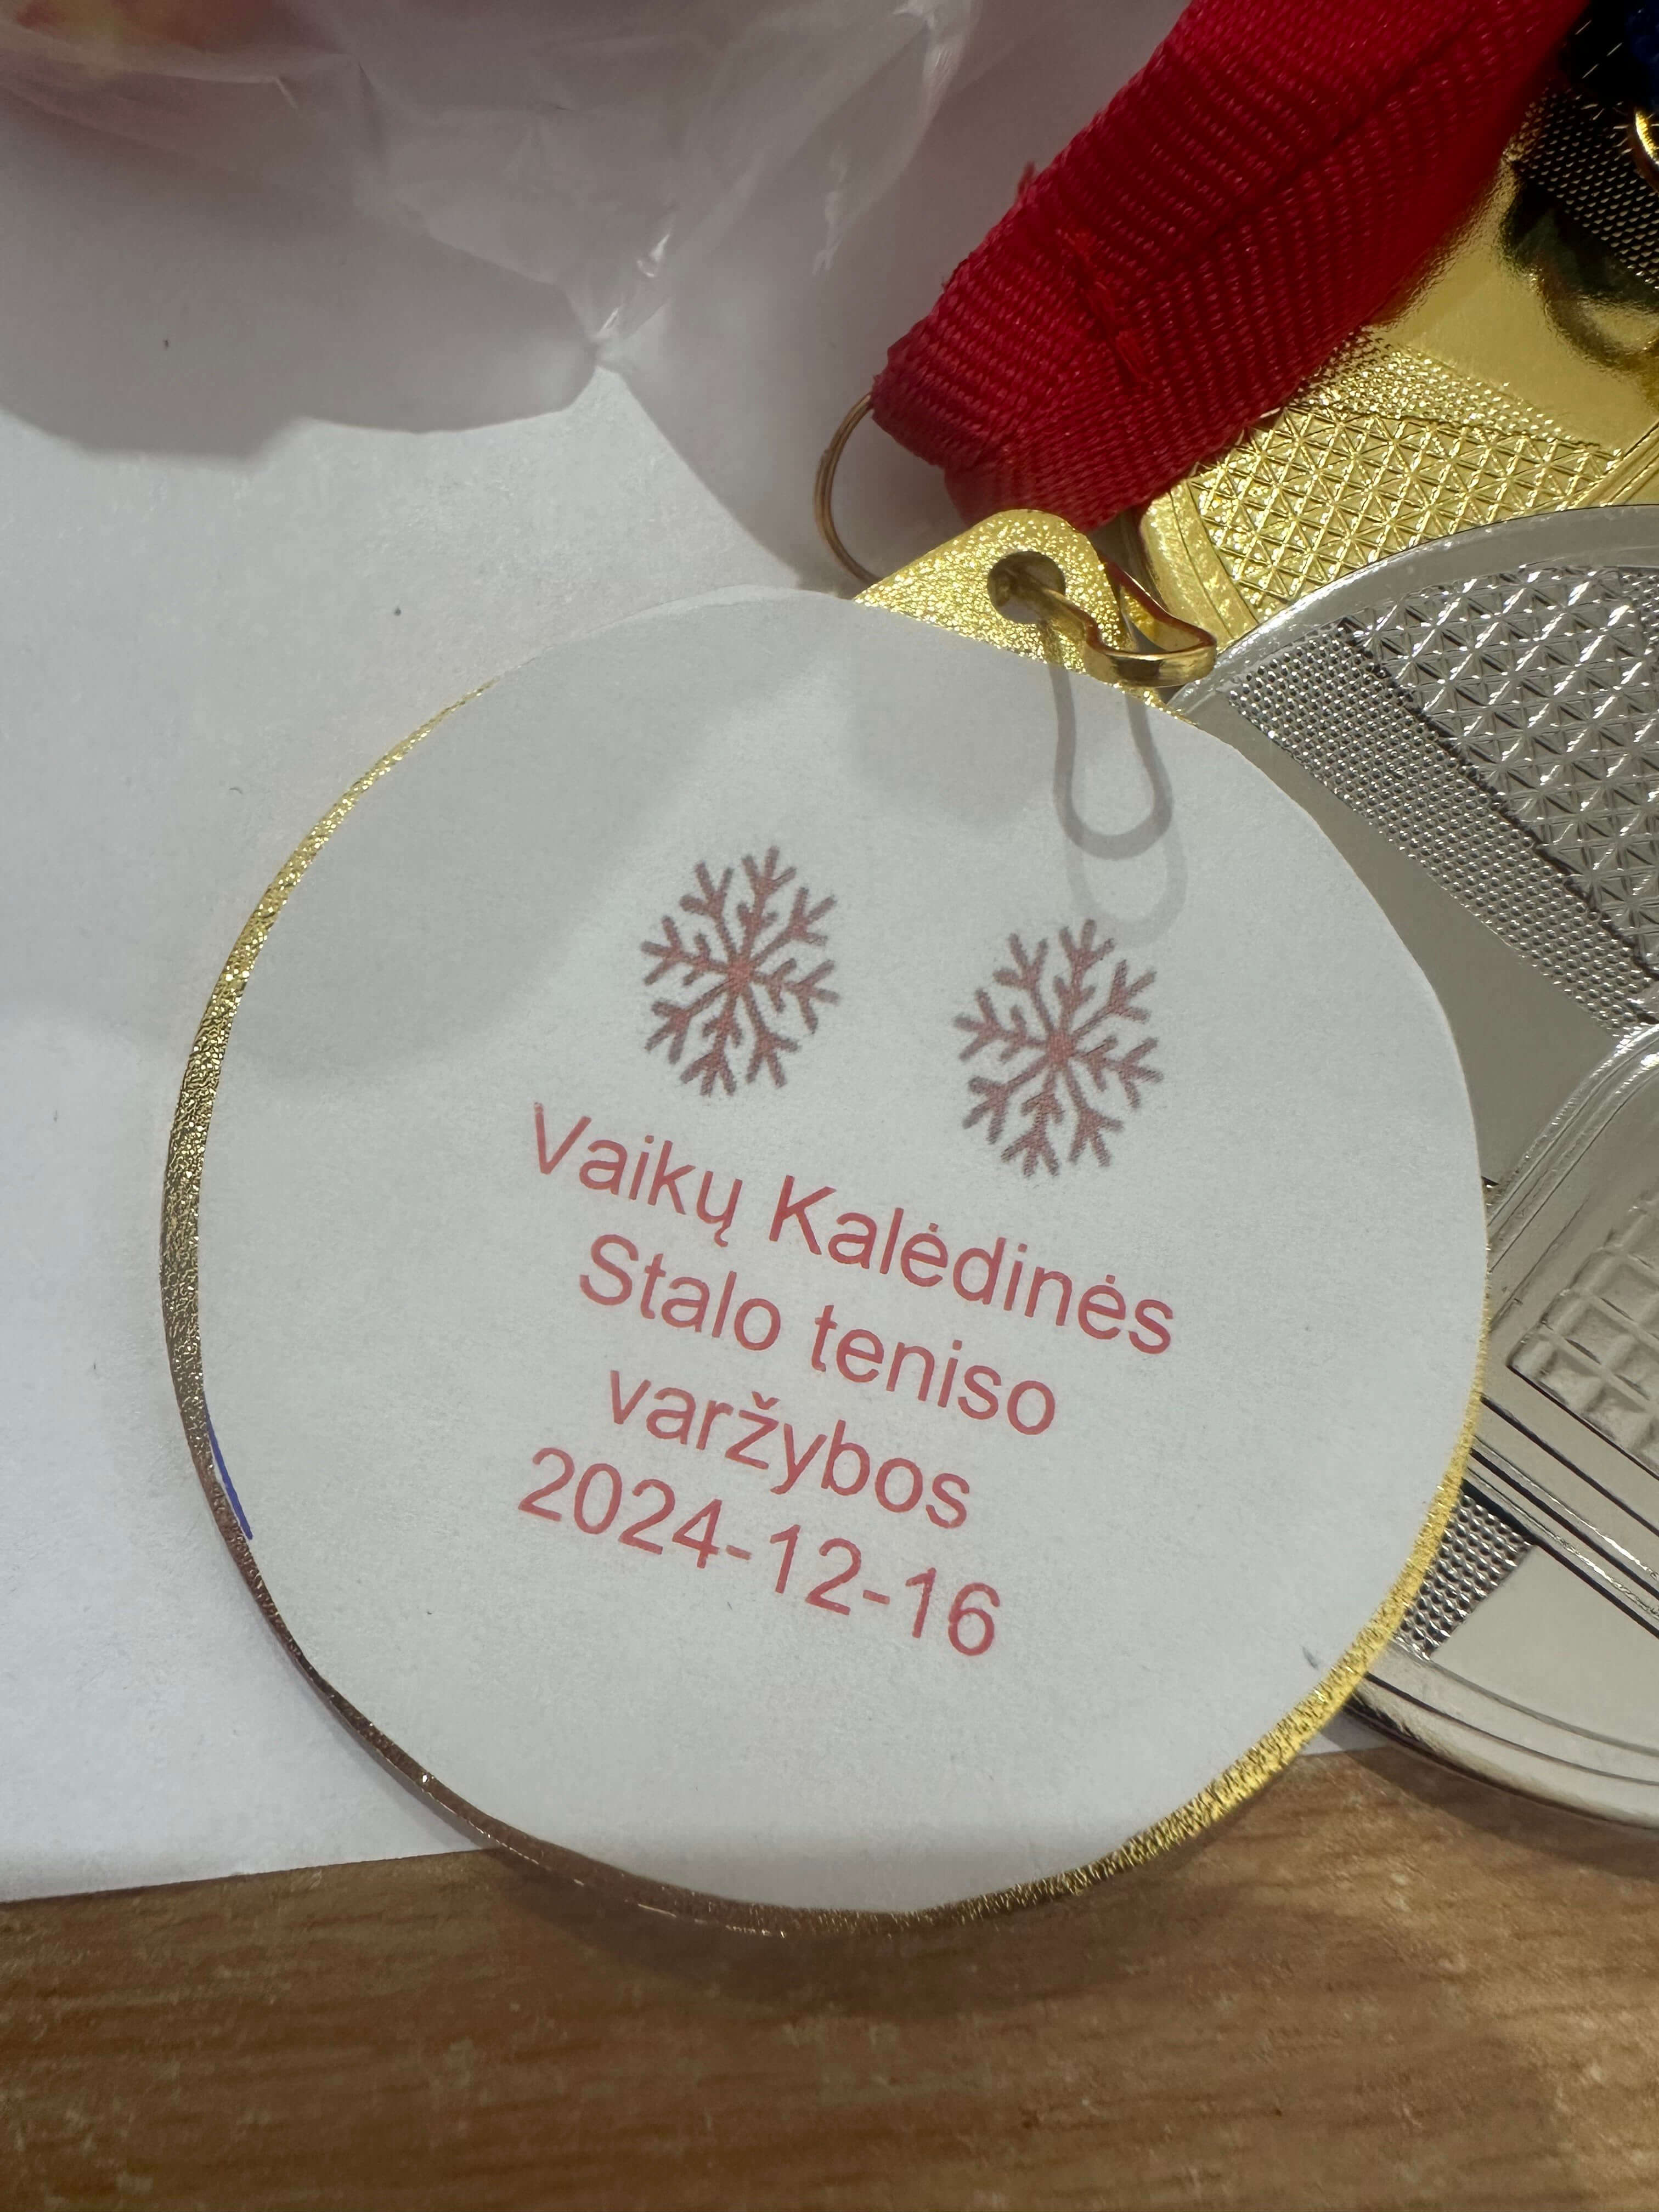 Vaikų Kalėdinės
Stalo teniso
varžybos
2024-12-16